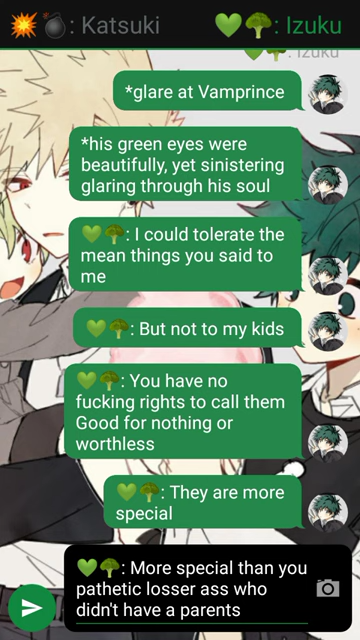 💥💣: Katsuki
💚🥦: Izuku
💚🥦: Izuku
*glare at Vamprince
*his green eyes were
beautifully, yet sinistering
glaring through his soul
💚🥦: I could tolerate the
mean things you said to
me
💚🥦: But not to my kids
💚🥦: You have no
fucking rights to call them
Good for nothing or
worthless
💚🥦: They are more
special
💚🥦: More special than you
pathetic losser ass who
didn't have a parents